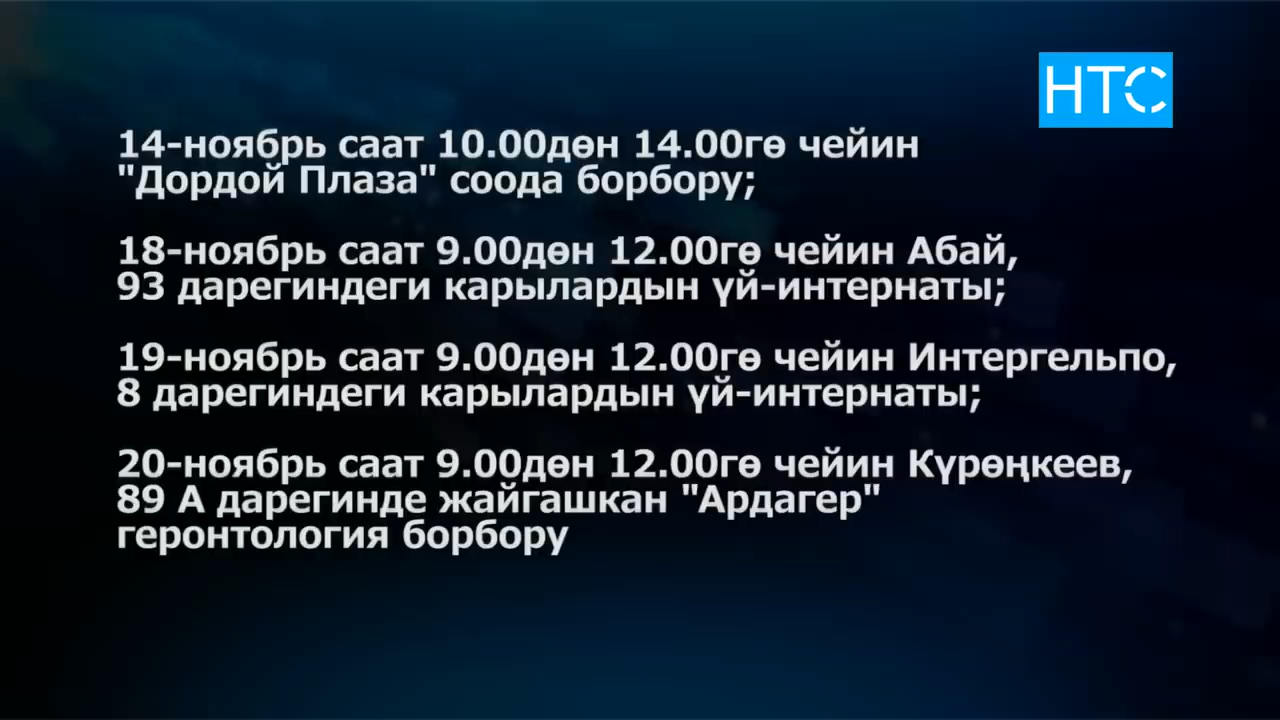 НТС
14-ноябрь саат 10.00дөн 14.00гө чейин
"Дордой Плаза" соода борбору;
18-ноябрь саат 9.00дөн 12.00гө чейин Абай,
93 дарегиндеги карылардын үй-интернаты;
19-ноябрь саат 9.00дөн 12.00гө чейин Интергельпо,
8 дарегиндеги карылардын үй-интернаты;
20-ноябрь саат 9.00дөн 12.00гө чейин Күрөңкеев,
89 А дарегинде жайгашкан "Ардагер"
геронтология борбору